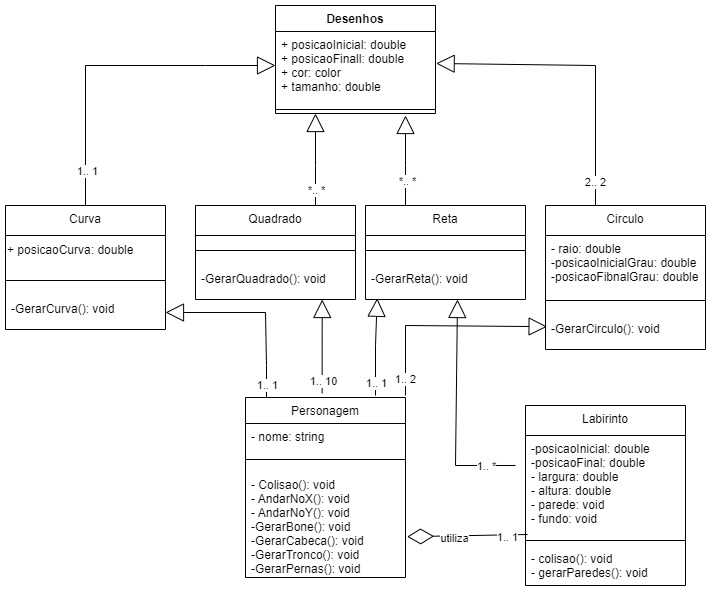 Desenhos
+ posicaoInicial: double
+ posicaoFinall: double
+ cor: color
+ tamanho: double
1.. 1
*.. *
*.. *
2.. 2
Curva
+ posicaoCurva: double
-GerarCurva(): void
Quadrado
-GerarQuadrado(): void
Reta
-GerarReta(): void
Circulo
- raio: double
-posicaoInicialGrau: double
-posicaoFibnalGrau: double
-GerarCirculo(): void
1.. 1
1.. 10
1.. 1
1.. 2
Personagem
- nome: string
- Colisao(): void
- AndarNoX(): void
- AndarNoY(): void
-GerarBone(): void
-GerarCabeca(): void
-GerarTronco(): void
-GerarPernas(): void
1.. *
utiliza
1.. 1
Labirinto
-posicaoInicial: double
-posicaoFinal: double
- largura: double
- altura: double
- parede: void
- fundo: void
- colisao(): void
- gerarParedes(): void